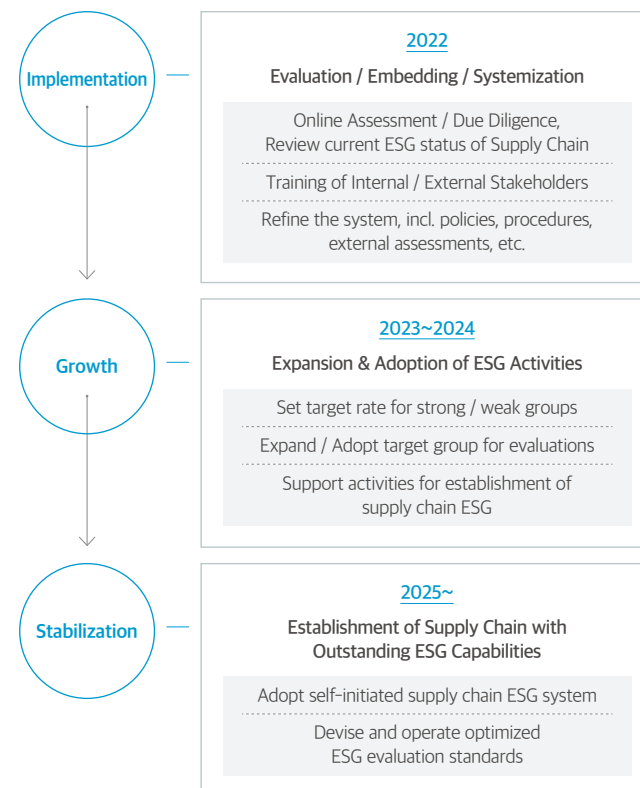 Implementation
2022
Evaluation / Embedding / Systemization
Online Assessment / Due Diligence,
Review current ESG status of Supply Chain
Training of Internal / External Stakeholders
Refine the system, incl. policies, procedures,
external assessments, etc.
Growth
2023~2024
Expansion & Adoption of ESG Activities
Set target rate for strong / weak groups
Expand / Adopt target group for evaluations
Support activities for establishment of
supply chain ESG
Stabilization
2025~
Establishment of Supply Chain with
Outstanding ESG Capabilities
Adopt self-initiated supply chain ESG system
Devise and operate optimized
ESG evaluation standards